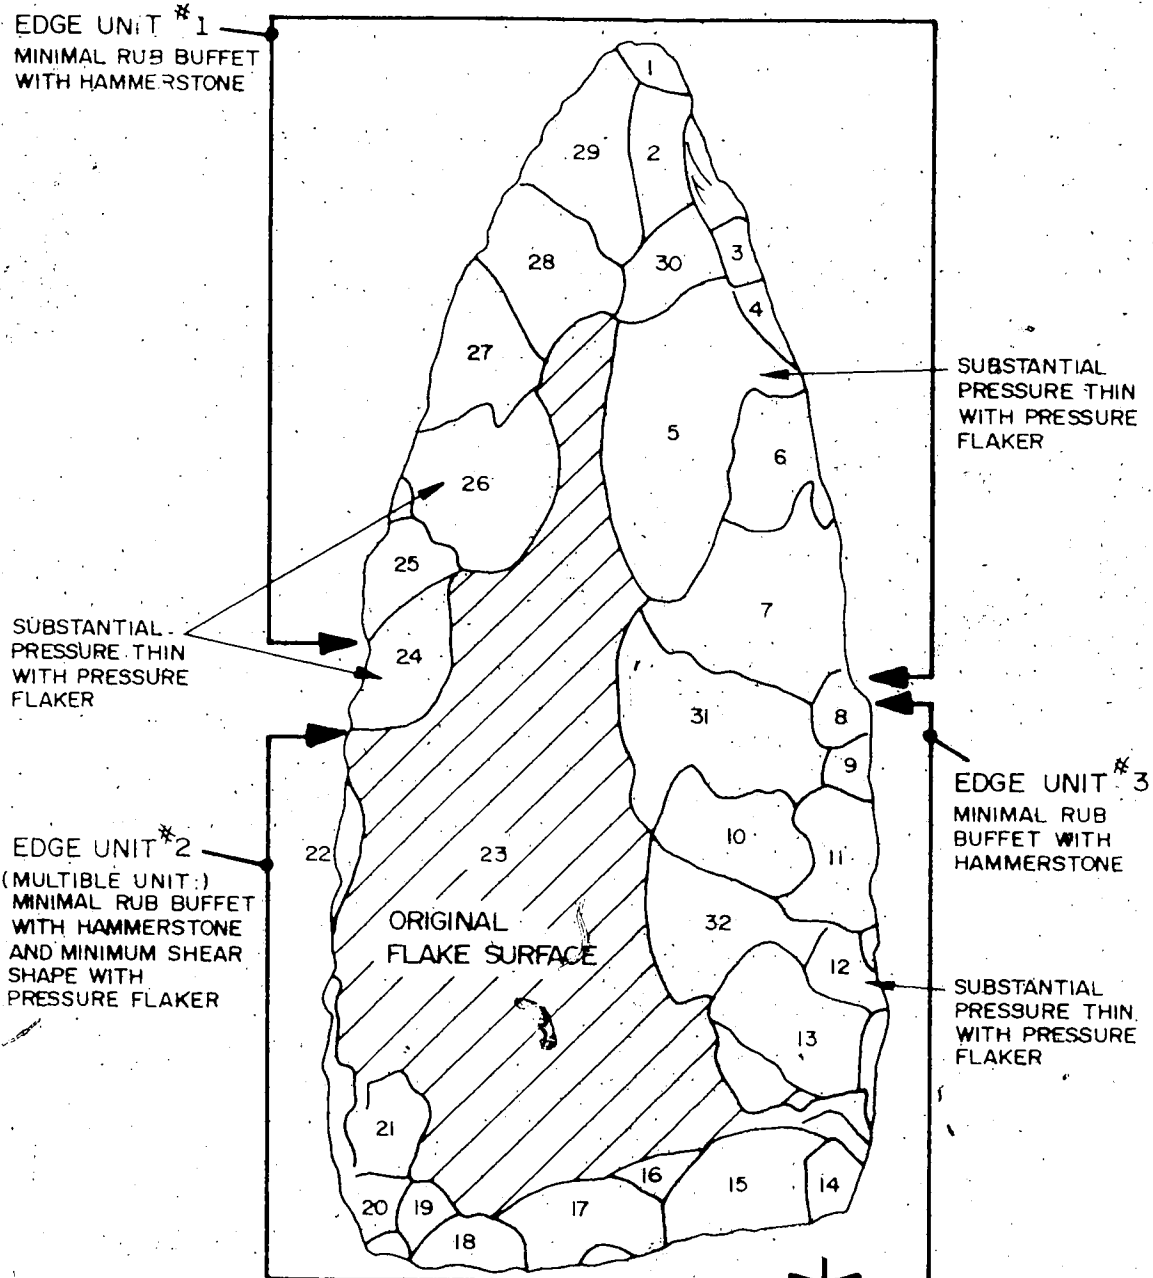 EDGE UNIT #1
MINIMAL RUB BUFFET
WITH HAMMERSTONE
1
29
2
3
28
30
4
27
SUBSTANTIAL
PRESSURE THIN
WITH PRESSURE
FLAKER
5
6
26
25
7
SUBSTANTIAL
PRESSURE THIN
WITH PRESSURE
FLAKER
24
31
8
9
EDGE UNIT #3
MINIMAL RUB
BUFFET WITH
HAMMERSTONE
10
11
22
23
EDGE UNIT #2
(MULTIBLE UNIT:)
MINIMAL RUB BUFFET
WITH HAMMERSTONE
AND MINIMUM SHEAR
SHAPE WITH
PRESSURE FLAKER
ORIGINAL
FLAKE SURFACE
32
12
SUBSTANTIAL
PRESSURE THIN
WITH PRESSURE
FLAKER
13
21
16
15
14
20
19
17
18